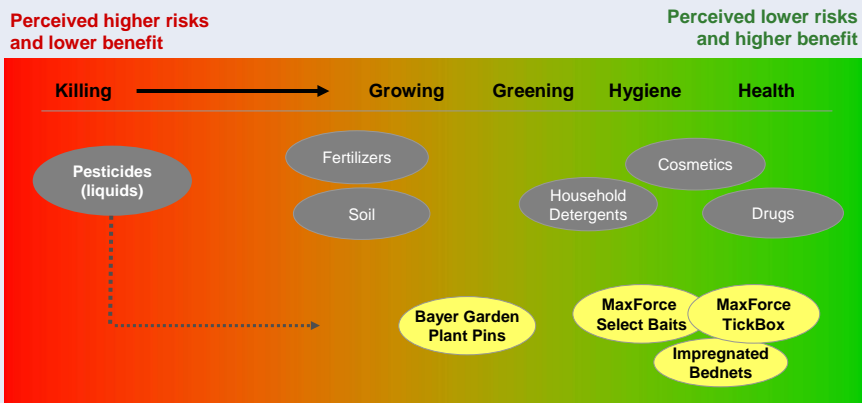 Perceived higher risks
and lower benefit
Perceived lower risks
and higher benefit
Killing
Growing
Greening
Hygiene
Health
Pesticides
(liquids)
Fertilizers
Soil
Cosmetics
Household
Detergents
Drugs
Bayer Garden
Plant Pins
MaxForce
Select Baits
MaxForce
TickBox
Impregnated
Bednets